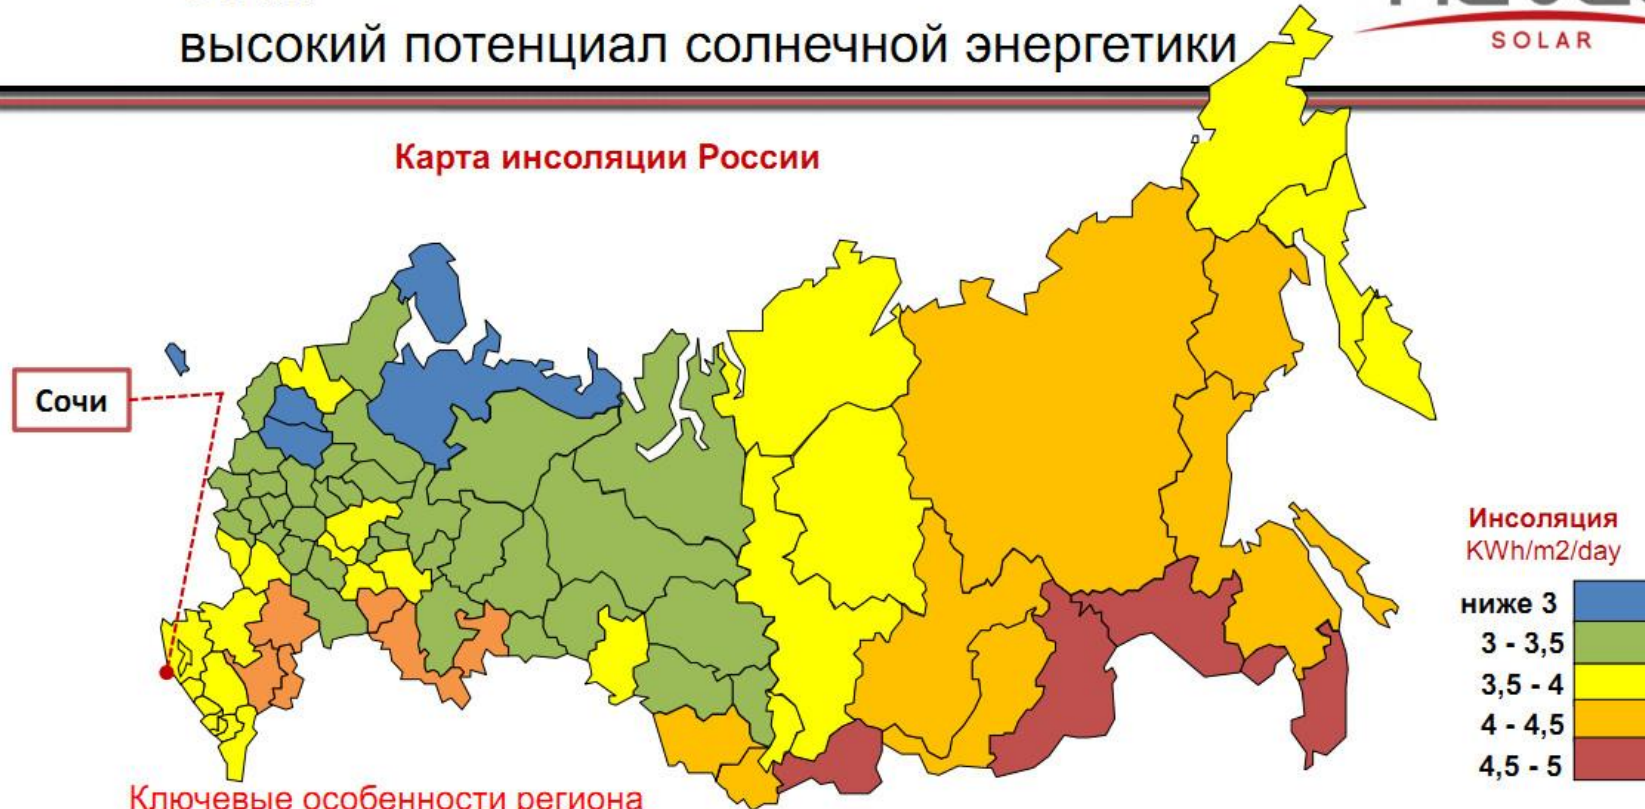 высокий потенциал солнечной энергетики
SOLAR
Карта инсоляции России
Сочи
Инсоляция
KWh/m2/day
ниже 3
3 - 3,5
3,5 - 4
4 - 4,5
4,5 - 5
Ключевые особенности региона